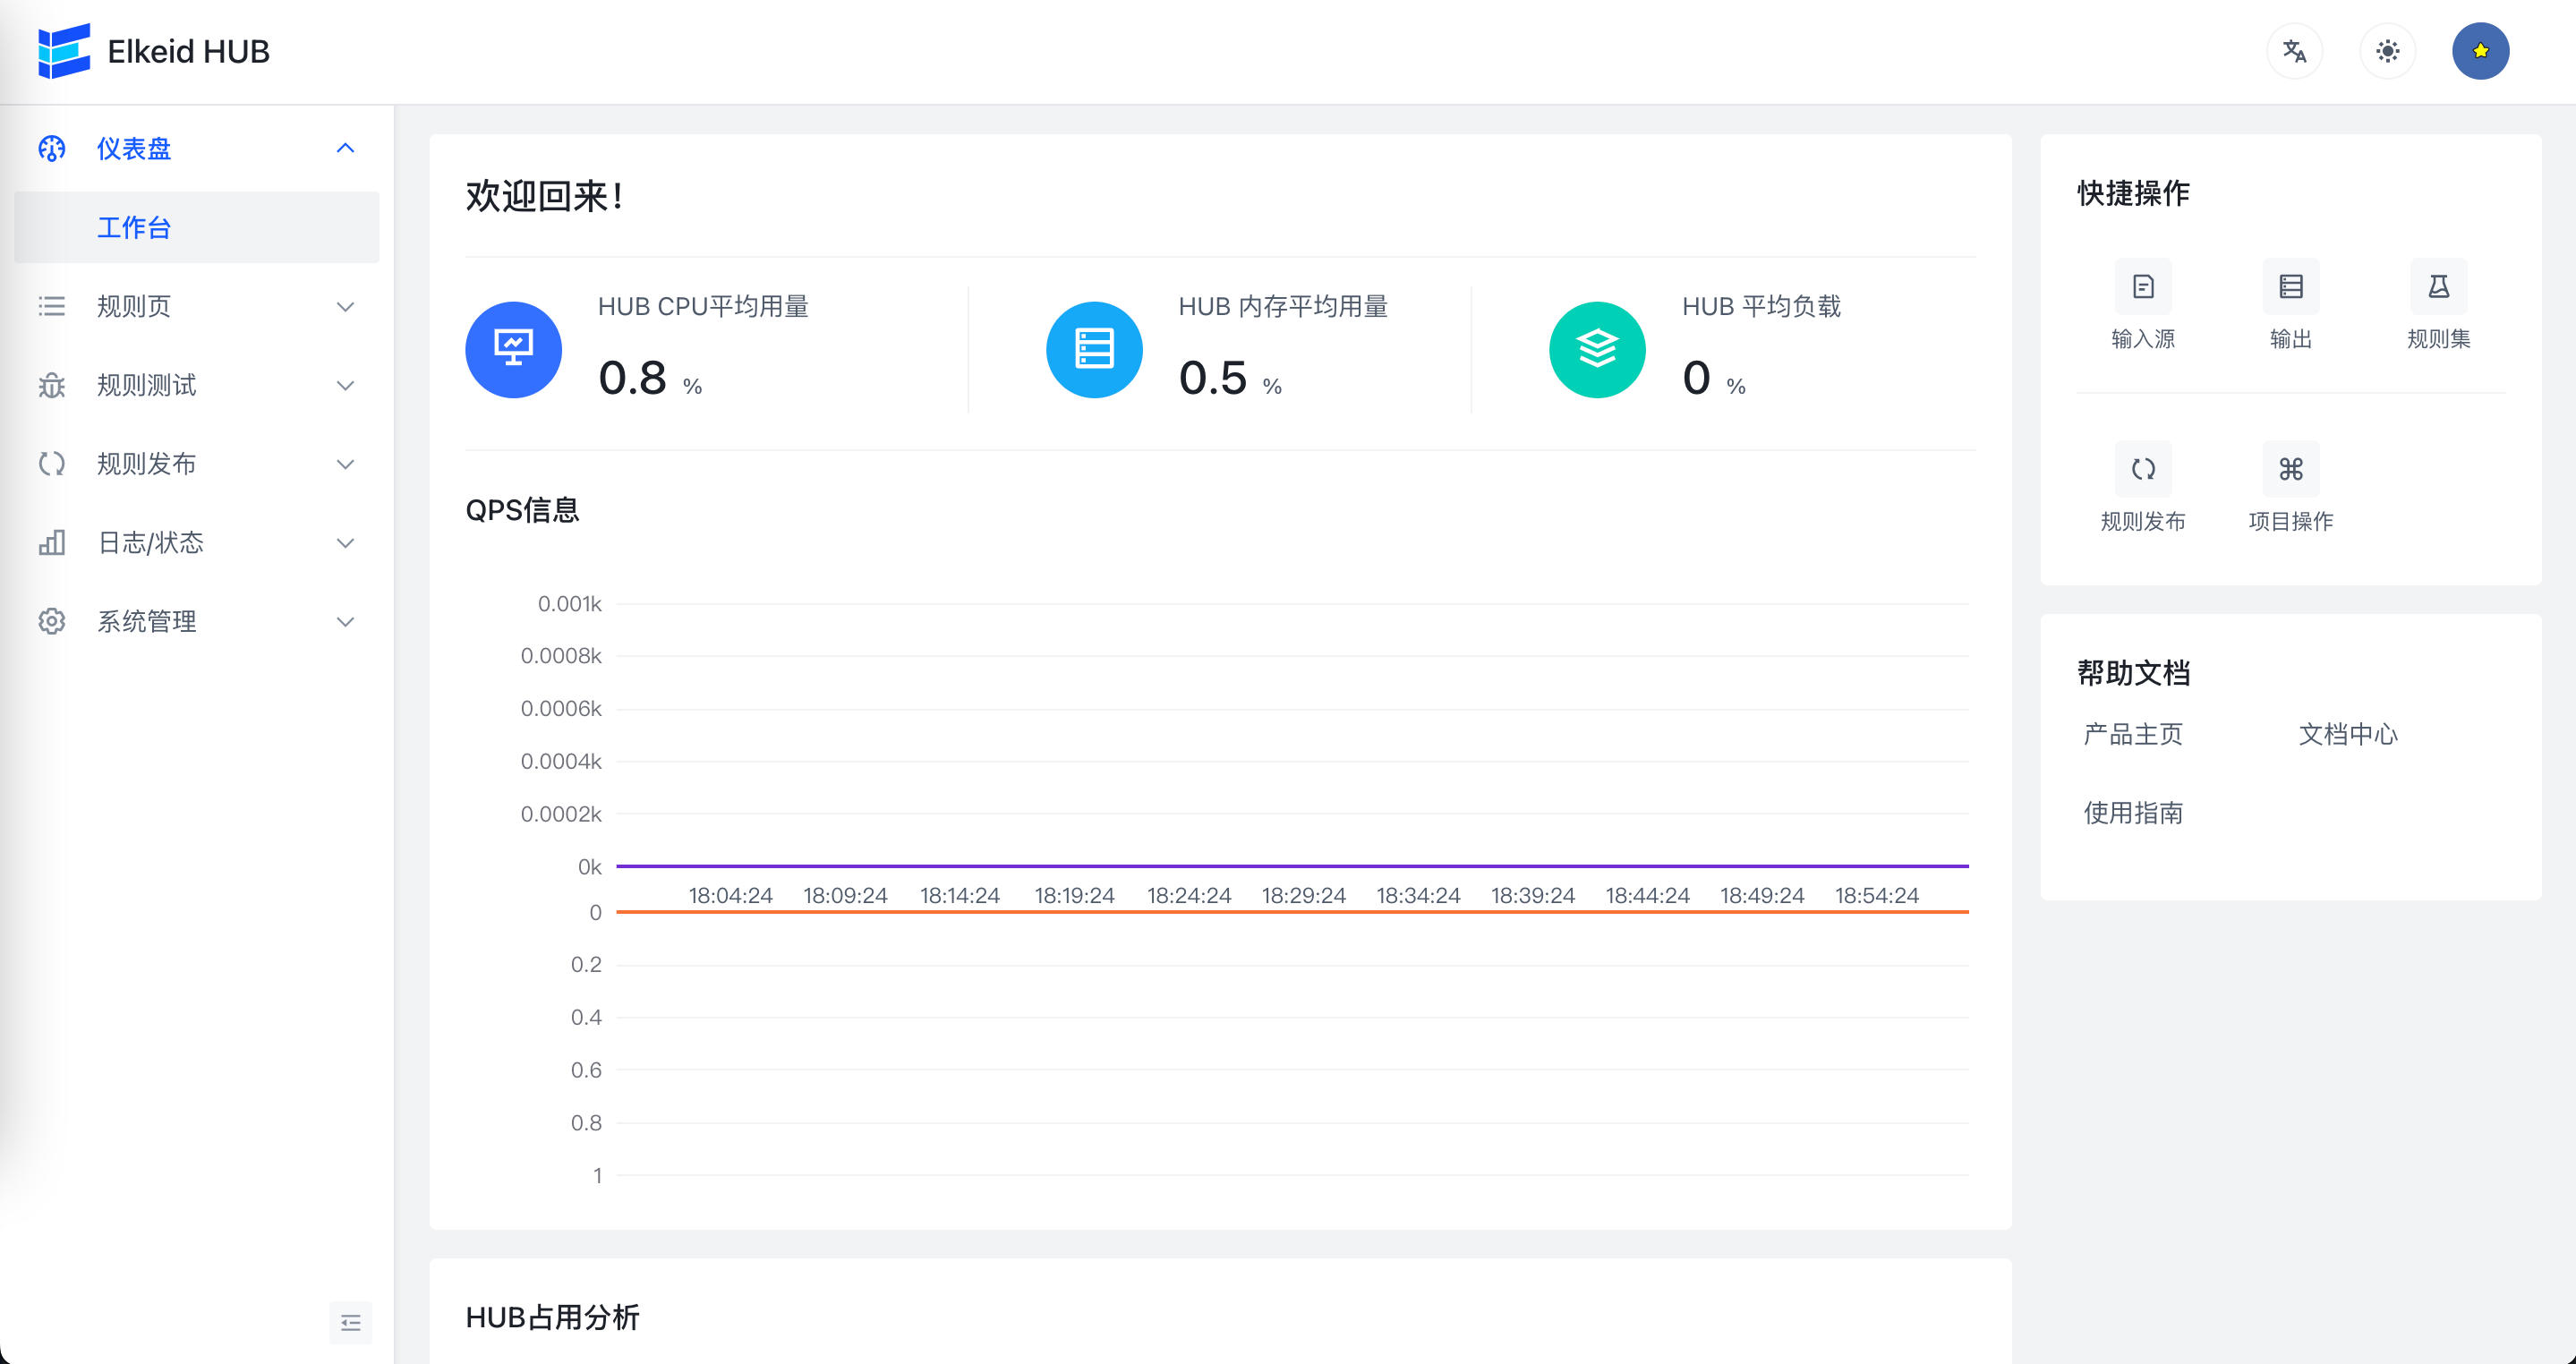 Elkeid HUB
仪表盘
工作台
规则页
规则测试
规则发布
日志/状态
系统管理
欢迎回来!
HUB CPU平均用量
0.8 %
HUB 内存平均用量
0.5 %
HUB 平均负载
0 %
QPS信息
0.001k
0.0008k
0.0006k
0.0004k
0.0002k
0k
18:04:24 18:09:24 18:14:24 18:19:24 18:24:24 18:29:24 18:34:24 18:39:24 18:44:24 18:49:24 18:54:24
0
0.2
0.4
0.6
0.8
1
HUB占用分析
快捷操作
输入源 输出 规则集
规则发布 项目操作
帮助文档
产品主页 文档中心
使用指南